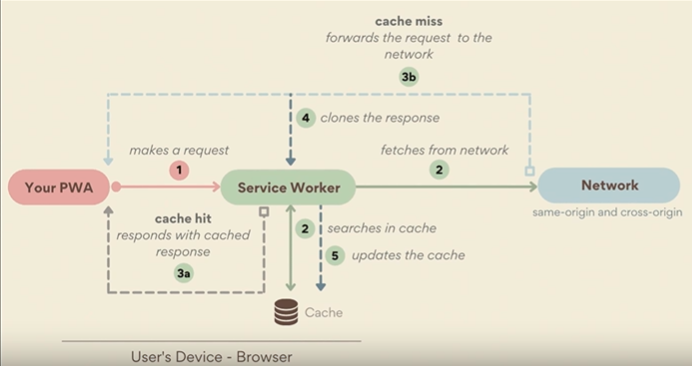 cache miss
forwards the request to the
network
3b
4 clones the response
makes a request
1
fetches from network
2
Your PWA
Service Worker
Network
same-origin and cross-origin
cache hit
responds with cached
response
3a
2 searches in cache
5 updates the cache
Cache
User's Device - Browser